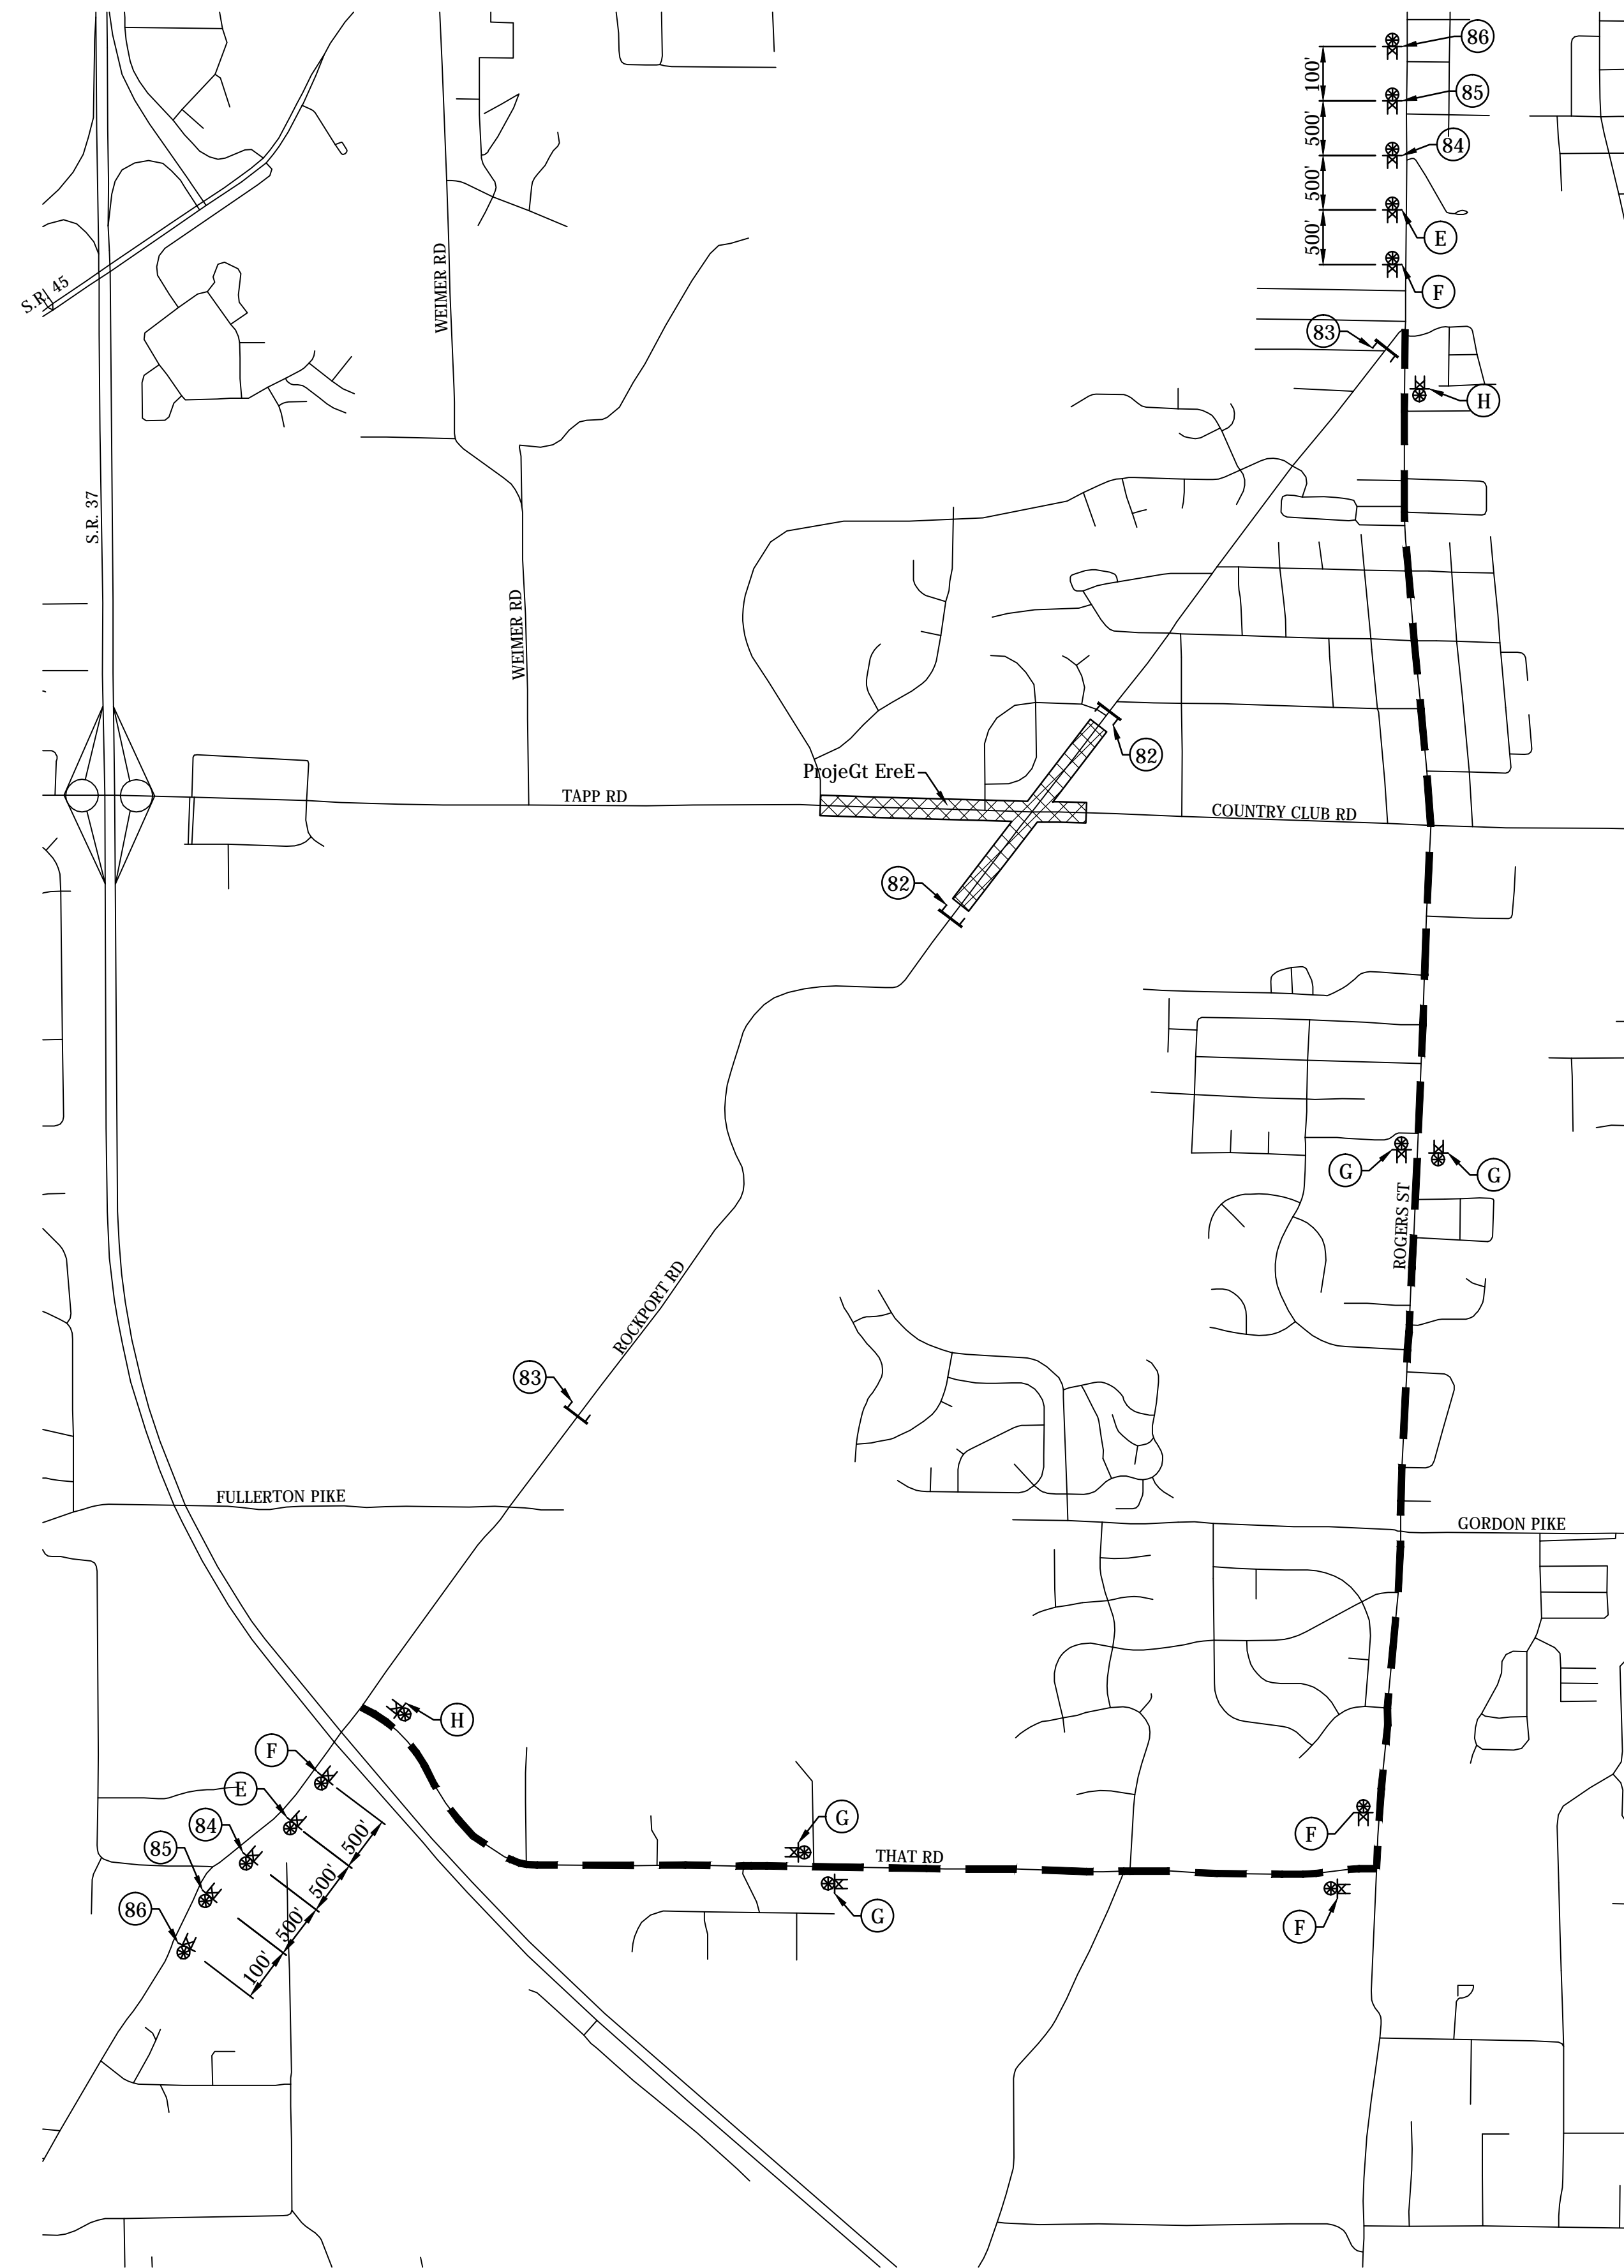 86
100'
85
500'
84
500'
E
500'
F
S.R. 45
WEIMER RD
83
H
S.R. 37
WEIMER RD
82
ProjeGt EreE
TAPP RD
COUNTRY CLUB RD
82
G
G
ROGERS ST
ROCKPORT RD
83
FULLERTON PIKE
GORDON PIKE
H
F
E
84
85
86
500'
500'
500'
100'
G
THAT RD
G
F
F